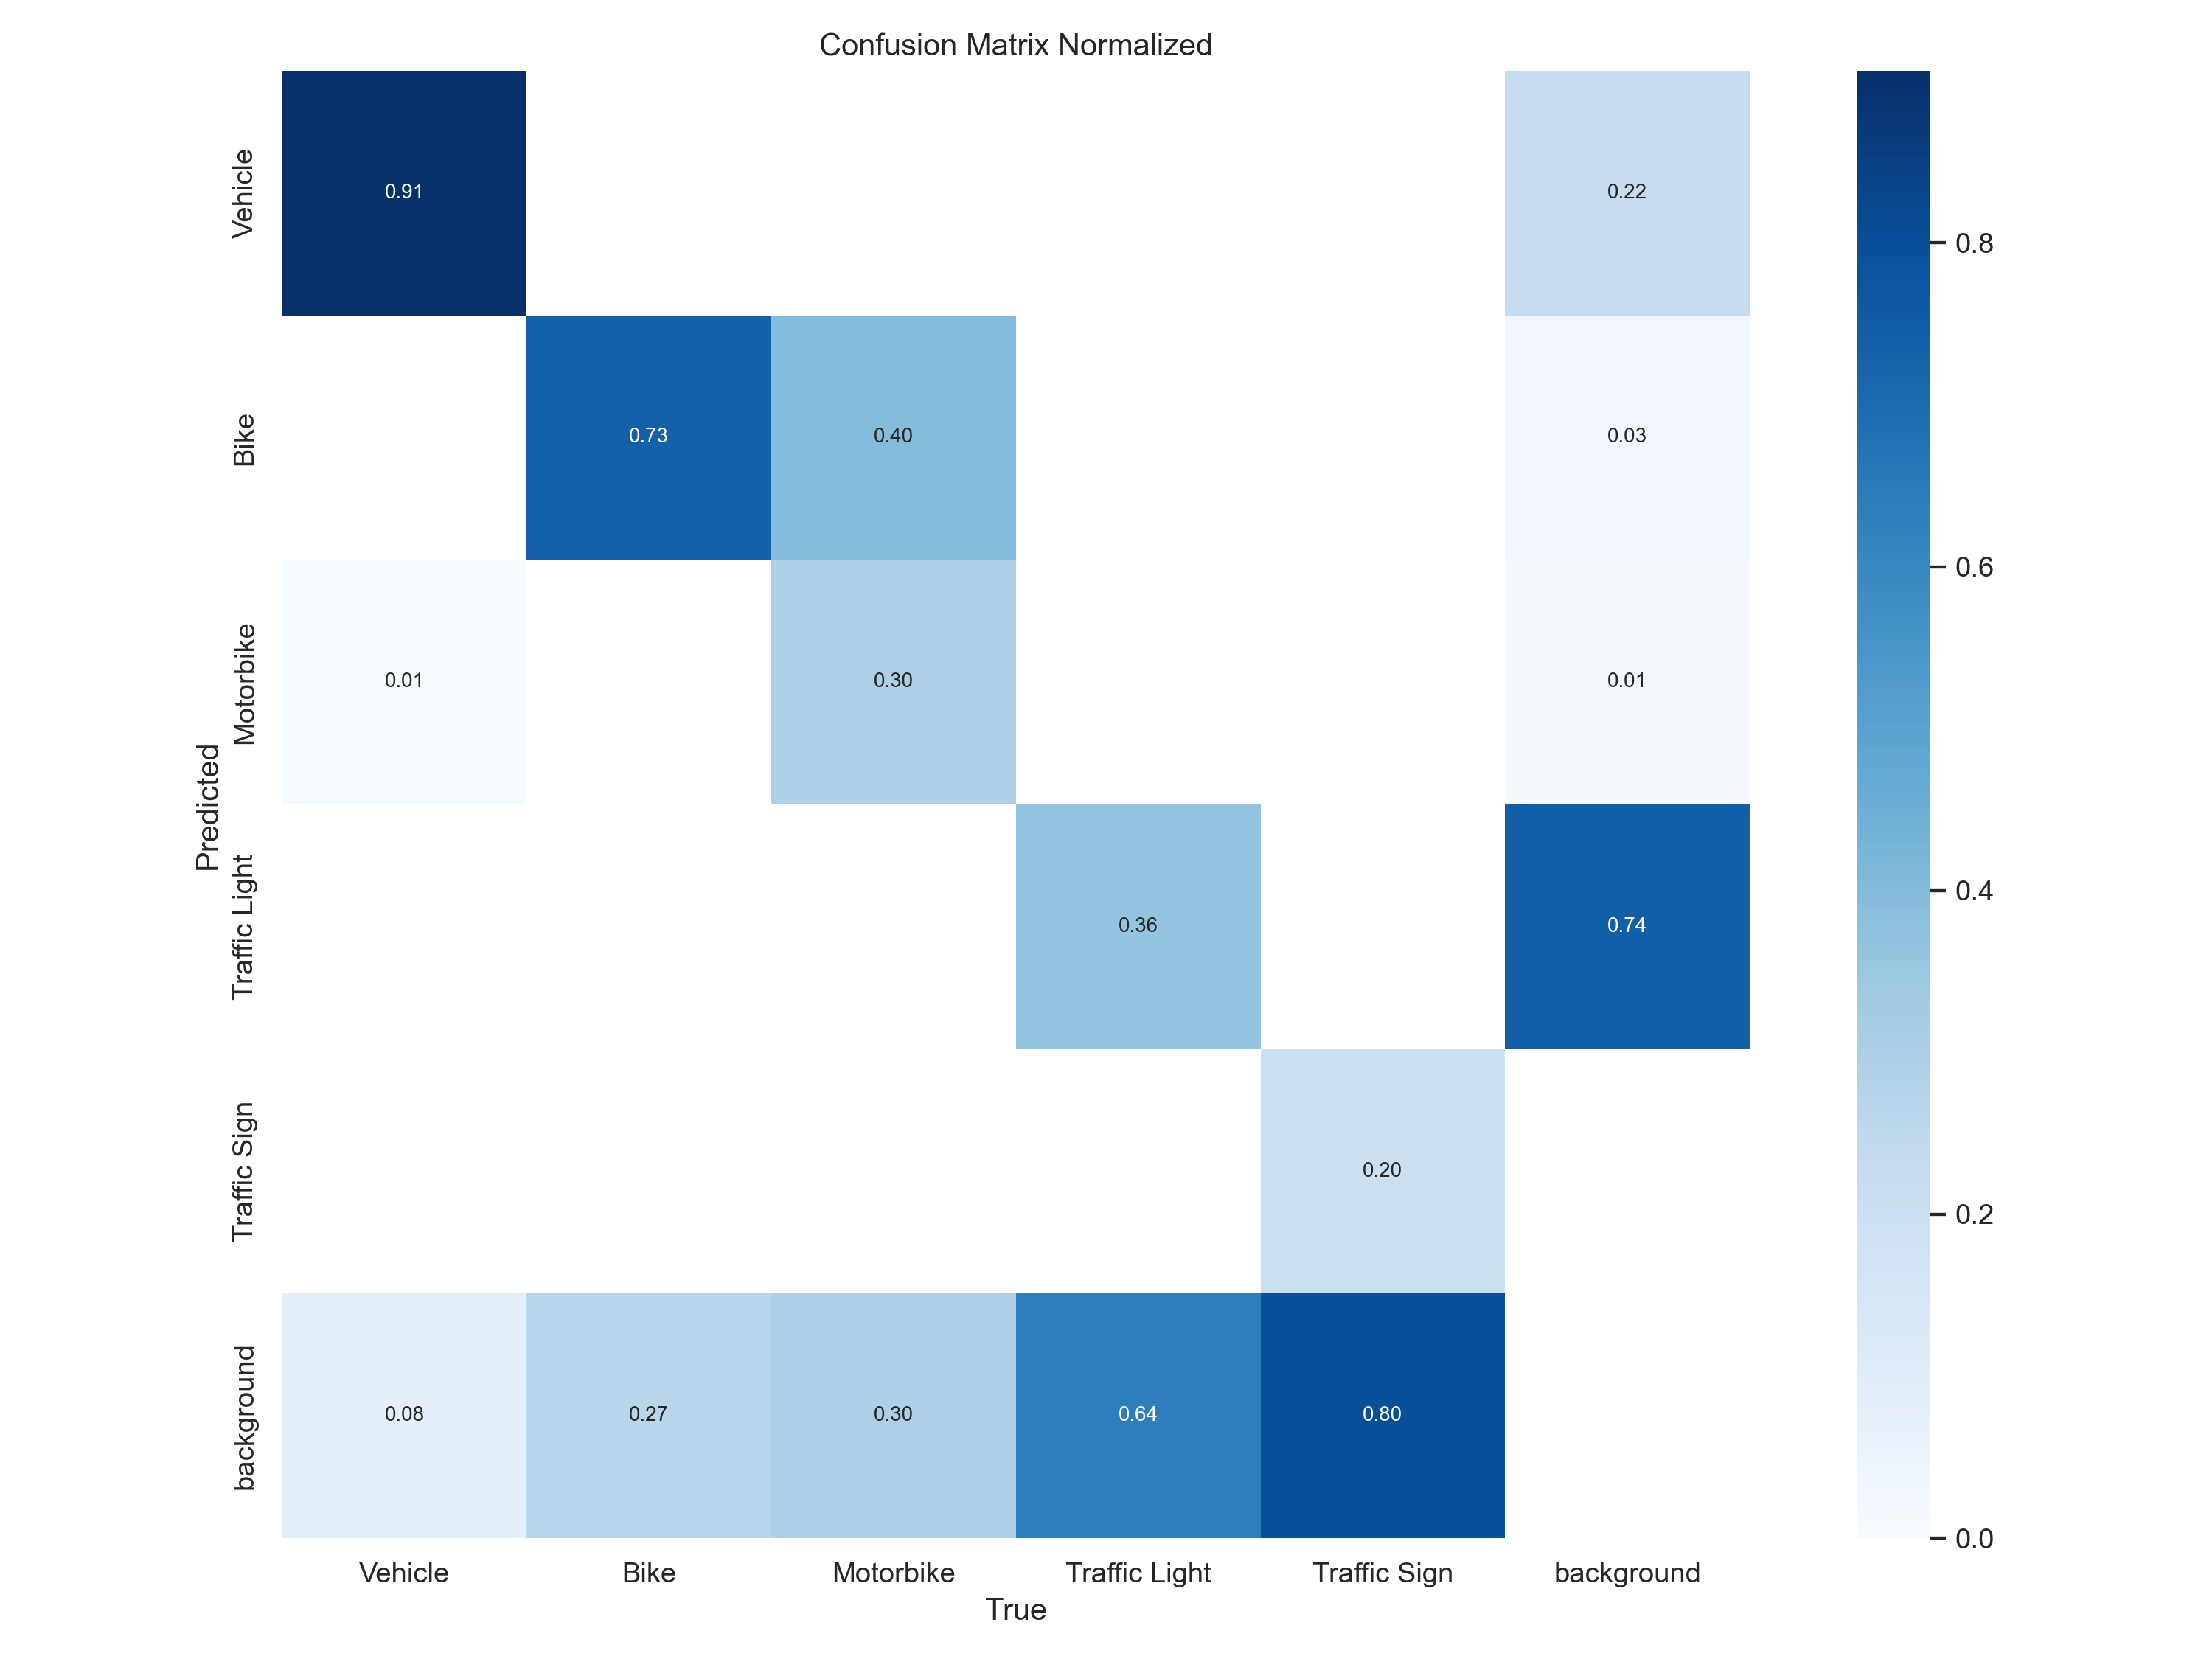 Confusion Matrix Normalized
Vehicle
0.91
0.22
0.8
Bike
0.73
0.40
0.03
0.6
Motorbike
0.01
0.30
0.01
Predicted
Traffic Light
0.36
0.74
0.4
Traffic Sign
0.20
0.2
background
0.08
0.27
0.30
0.64
0.80
0.0
Vehicle
Bike
Motorbike
Traffic Light
Traffic Sign
background
True